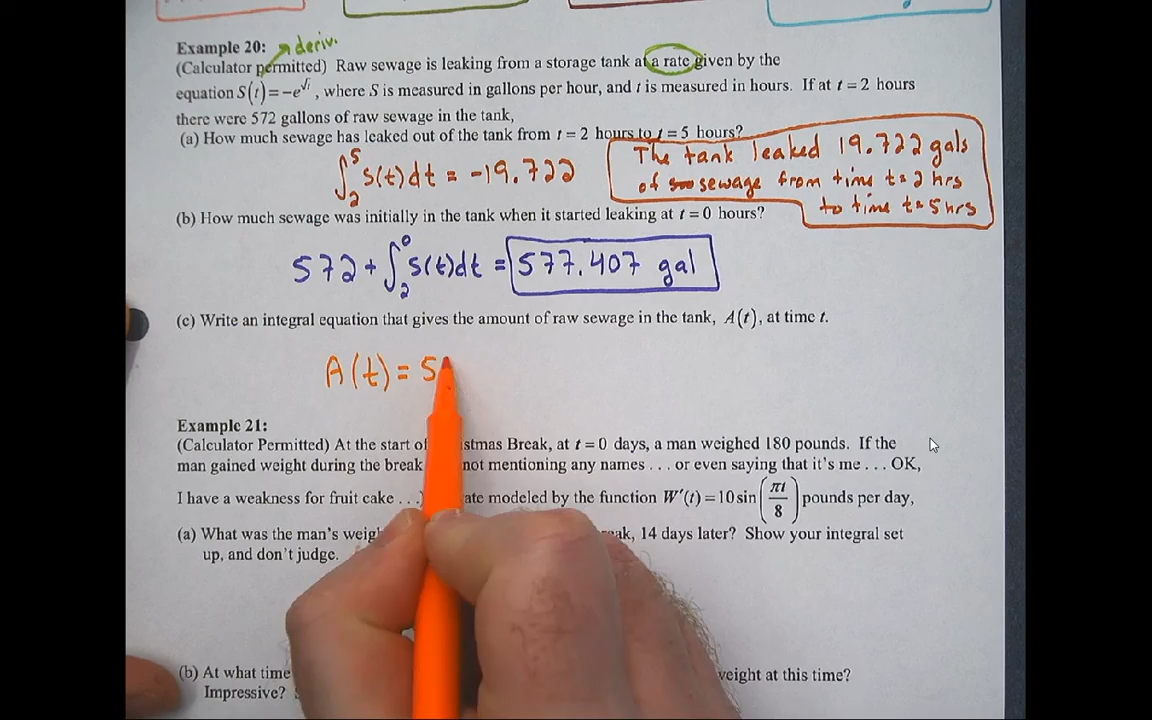 Example 20: deriv.
(Calculator permitted) Raw sewage is leaking from a storage tank at a rate given by the
equation S(t)=-e^√t, where S is measured in gallons per hour, and t is measured in hours. If at t = 2 hours
there were 572 gallons of raw sewage in the tank,
(a) How much sewage has leaked out of the tank from t = 2 hours to t = 5 hours?
∫₂⁵ S(t)dt = -19.722
The tank leaked 19.722 gals
of sewage from time t=2 hrs
to time t=5 hrs
(b) How much sewage was initially in the tank when it started leaking at t = 0 hours?
572 + ∫₂⁰ S(t)dt = 577.407 gal
(c) Write an integral equation that gives the amount of raw sewage in the tank, A(t), at time t.
A(t) = 5
Example 21:
(Calculator Permitted) At the start of stmas Break, at t = 0 days, a man weighed 180 pounds. If the
man gained weight during the break not mentioning any names . . . or even saying that it's me . . . OK,
I have a weakness for fruit cake . . .) ate modeled by the function W′(t) = 10 sin(πt/8) pounds per day,
(a) What was the man's weigh eak, 14 days later? Show your integral set
up, and don't judge.
(b) At what time weight at this time?
Impressive?